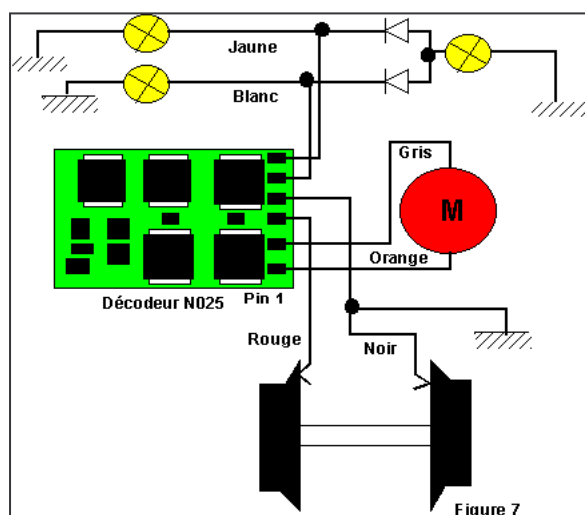 Jaune
Blanc
Gris
M
Orange
Décodeur N025
Pin 1
Rouge
Noir
Figure 7